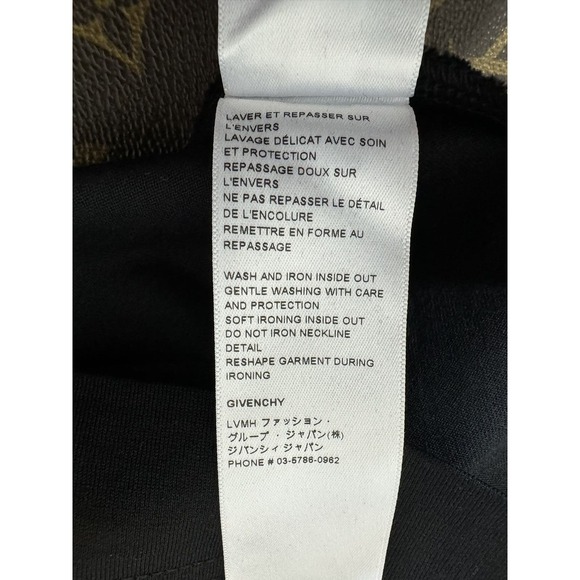 LAVER ET REPASSER SUR
L'ENVERS
LAVAGE DÉLICAT AVEC SOIN
ET PROTECTION
REPASSAGE DOUX SUR
L'ENVERS
NE PAS REPASSER LE DÉTAIL
DE L'ENCOLURE
REMETTRE EN FORME AU
REPASSAGE
WASH AND IRON INSIDE OUT
GENTLE WASHING WITH CARE
AND PROTECTION
SOFT IRONING INSIDE OUT
DO NOT IRON NECKLINE
DETAIL
RESHAPE GARMENT DURING
IRONING
GIVENCHY
LVMH ファッション・
グループ・ジャパン(株)
ジバンシィ ジャパン
PHONE # 03-5786-0962